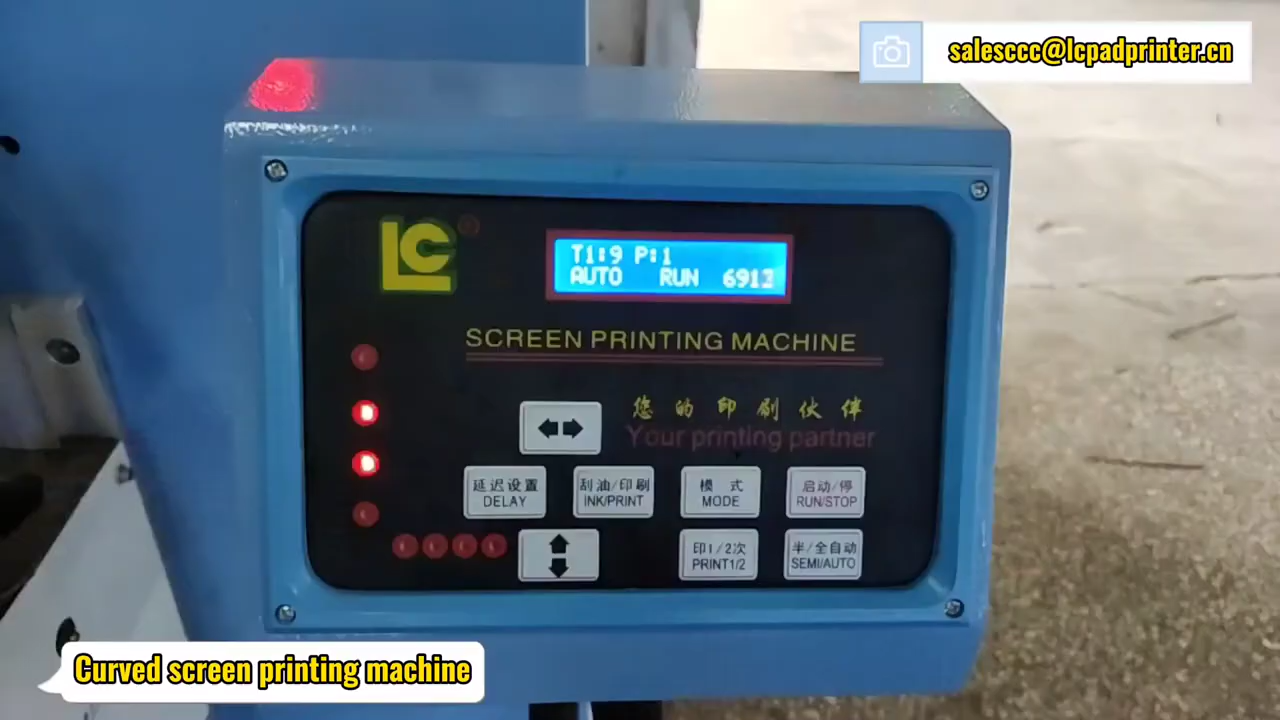 salesccc@lcpadprinter.cn
LC
T1:9 P:1
AUTO RUN 6912
SCREEN PRINTING MACHINE
您的印刷伙伴
Your printing partner
延迟设置
DELAY
刮油/印刷
INK/PRINT
模 式
MODE
启动/停
RUN/STOP
印1/2次
PRINT1/2
半/全自动
SEMI/AUTO
Curved screen printing machine